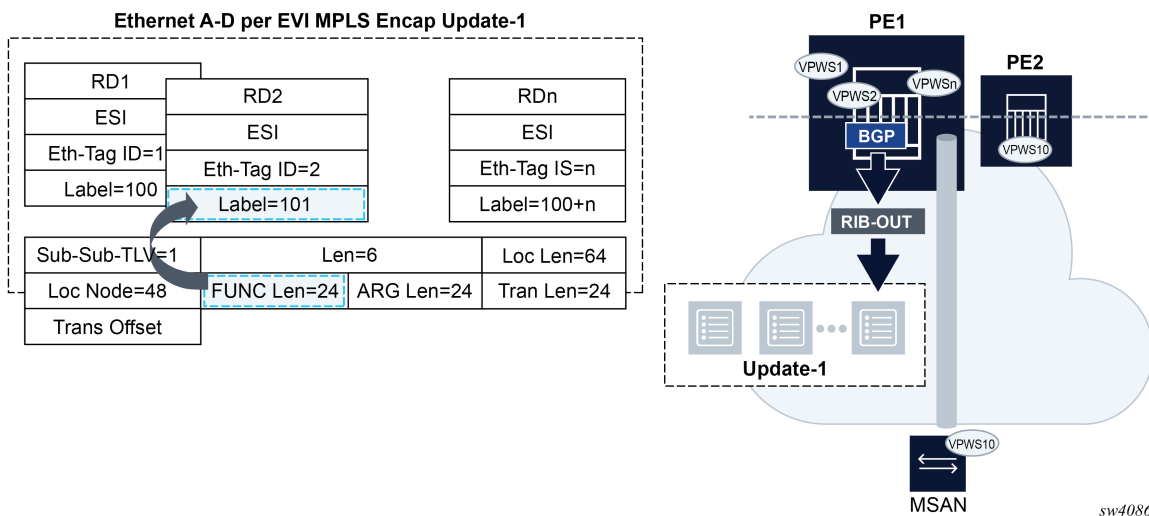 Ethernet A-D per EVI MPLS Encap Update-1
RD1
ESI
Eth-Tag ID=1
Label=100
RD2
ESI
Eth-Tag ID=2
Label=101
RDn
ESI
Eth-Tag IS=n
Label=100+n
Sub-Sub-TLV=1
Len=6
Loc Len=64
Loc Node=48
FUNC Len=24
ARG Len=24
Tran Len=24
Trans Offset
PE1
VPWS1
VPWS2
VPWSn
BGP
PE2
VPWS10
RIB-OUT
Update-1
VPWS10
MSAN
sw4086